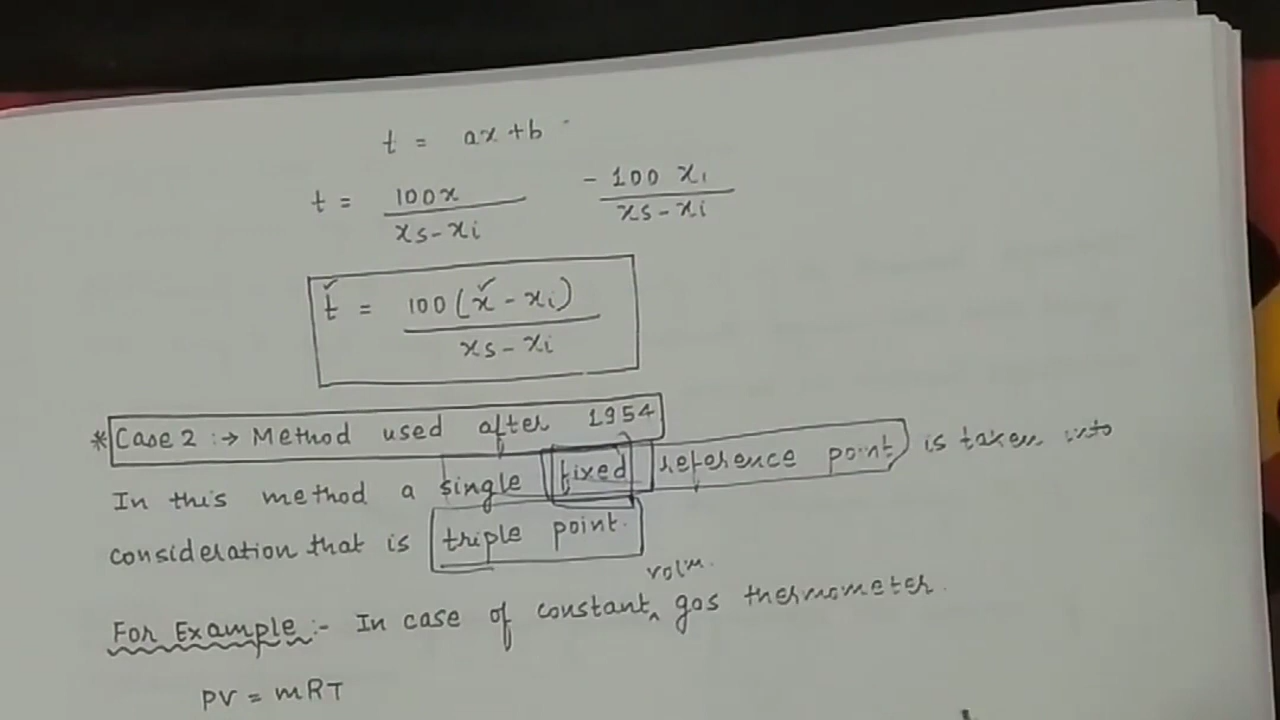 t = ax+b
t = 100x / xs-xi - 100 xi / xs-xi
t = 100(x-xi) / xs-xi
* Case 2 :→ Method used after 1954
In this method a single fixed reference point is taken into
consideration that is triple point.
volm.
For Example :- In case of constant ‸ gas thermometer.
PV = mRT